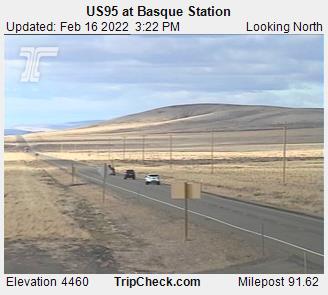 US95 at Basque Station
Updated: Feb 16 2022 3:22 PM Looking North
Elevation 4460 TripCheck.com Milepost 91.62